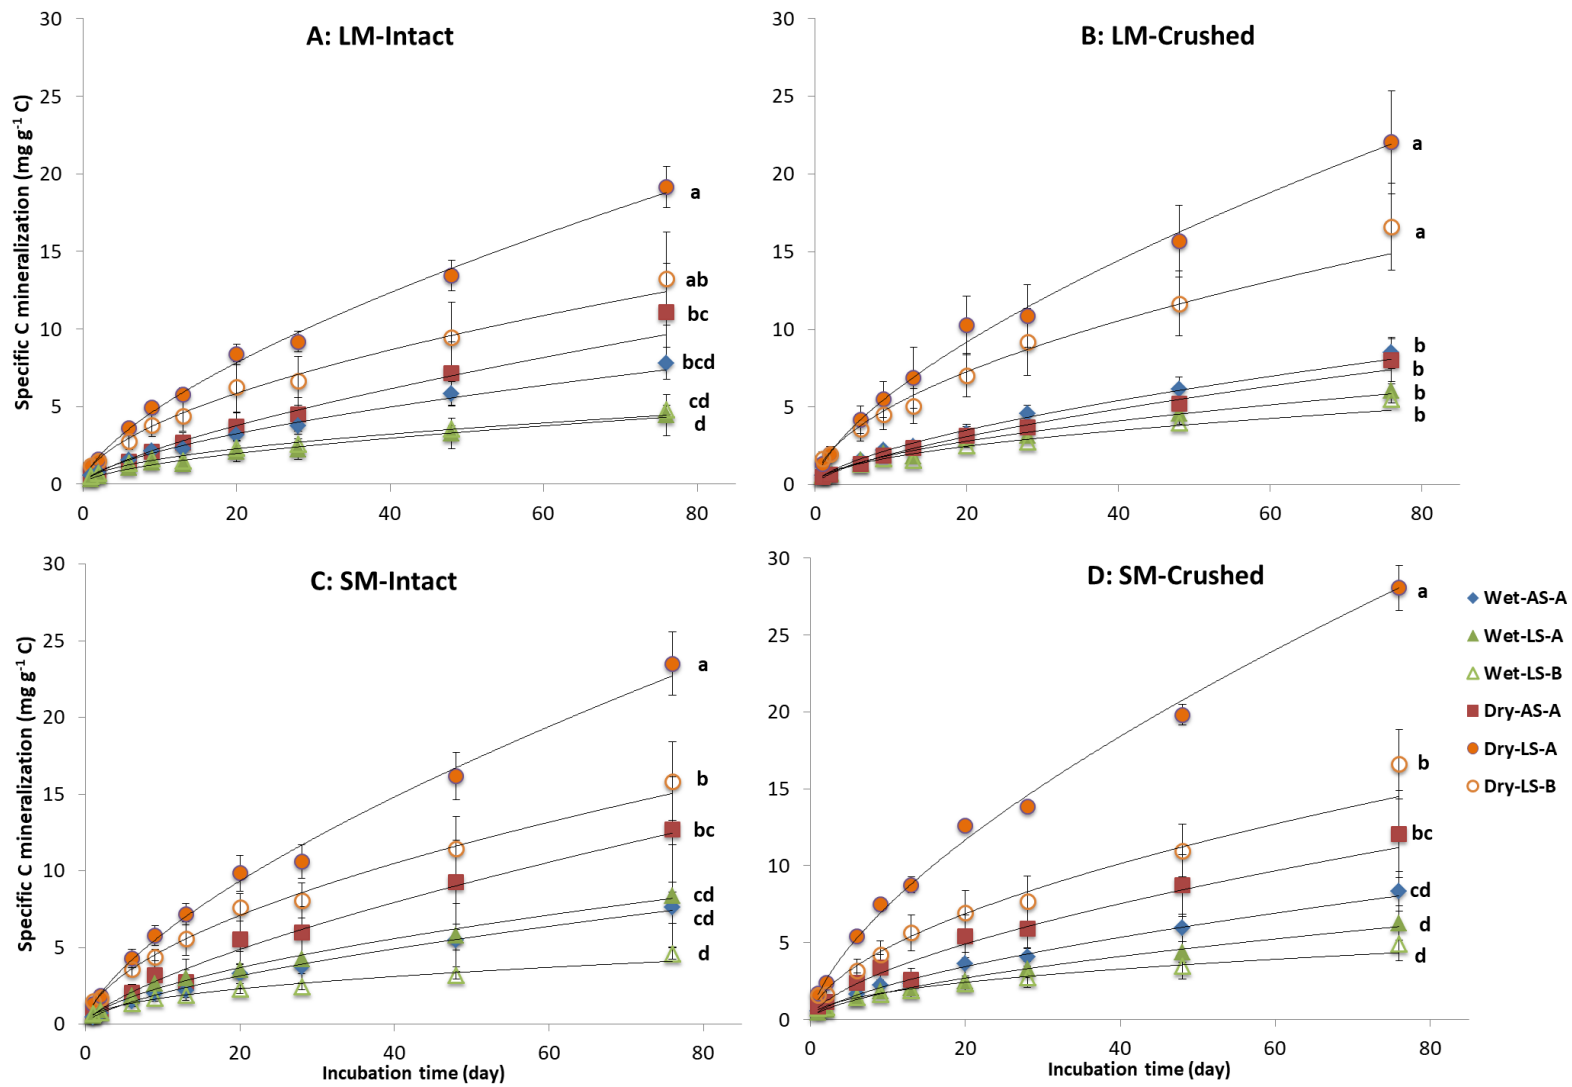 A: LM-Intact
Specific C mineralization (mg g-1 C)
30
25
20
15
10
5
0
0 20 40 60 80
a
ab
bc
bcd
cd
d
B: LM-Crushed
30
25
20
15
10
5
0
0 20 40 60 80
a
a
b
b
b
b
C: SM-Intact
Specific C mineralization (mg g-1 C)
30
25
20
15
10
5
0
0 20 40 60 80
Incubation time (day)
a
b
bc
cd
cd
d
D: SM-Crushed
30
25
20
15
10
5
0
0 20 40 60 80
Incubation time (day)
a
b
bc
cd
d
d
Wet-AS-A
Wet-LS-A
Wet-LS-B
Dry-AS-A
Dry-LS-A
Dry-LS-B